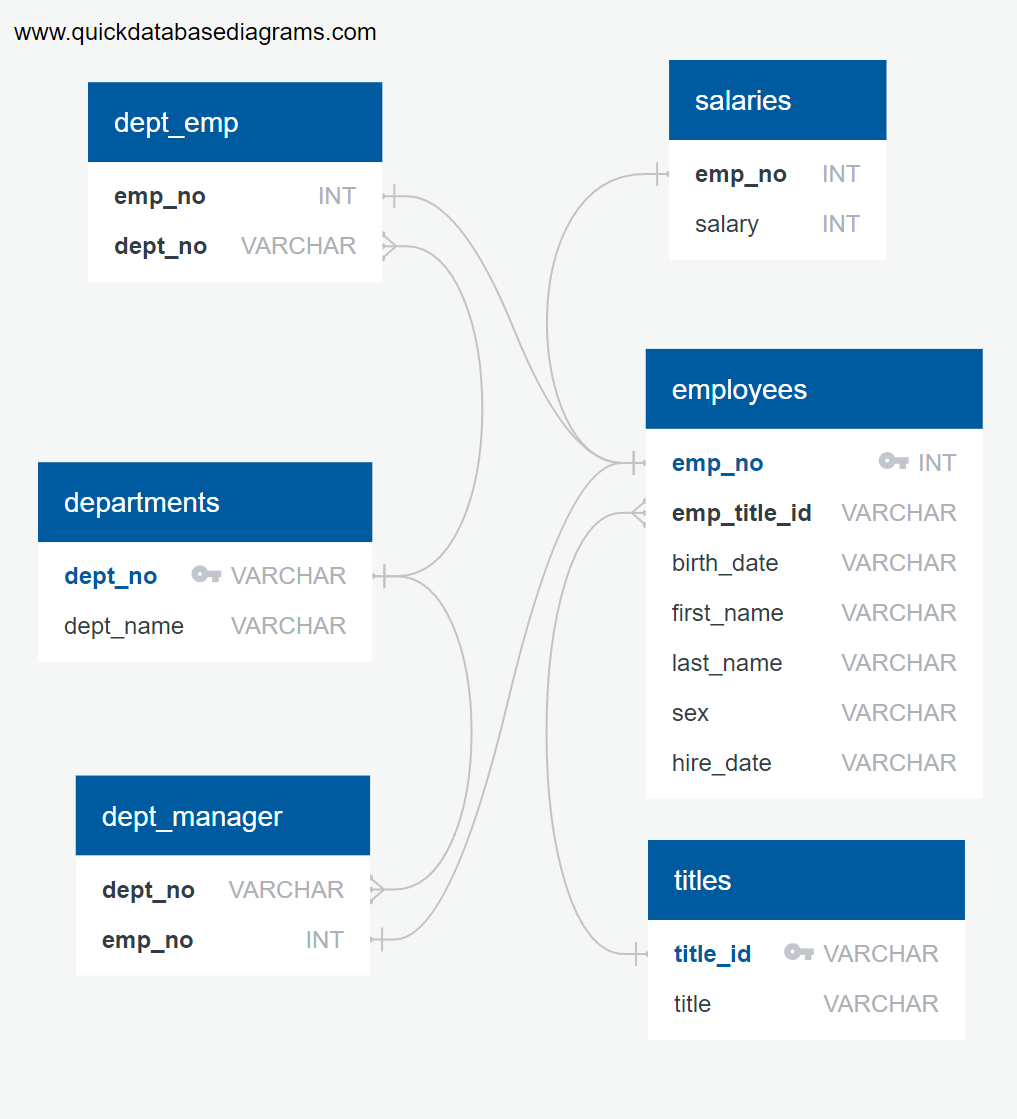 www.quickdatabasediagrams.com
dept_emp
emp_no INT
dept_no VARCHAR
salaries
emp_no INT
salary INT
employees
emp_no INT
emp_title_id VARCHAR
birth_date VARCHAR
first_name VARCHAR
last_name VARCHAR
sex VARCHAR
hire_date VARCHAR
departments
dept_no VARCHAR
dept_name VARCHAR
dept_manager
dept_no VARCHAR
emp_no INT
titles
title_id VARCHAR
title VARCHAR